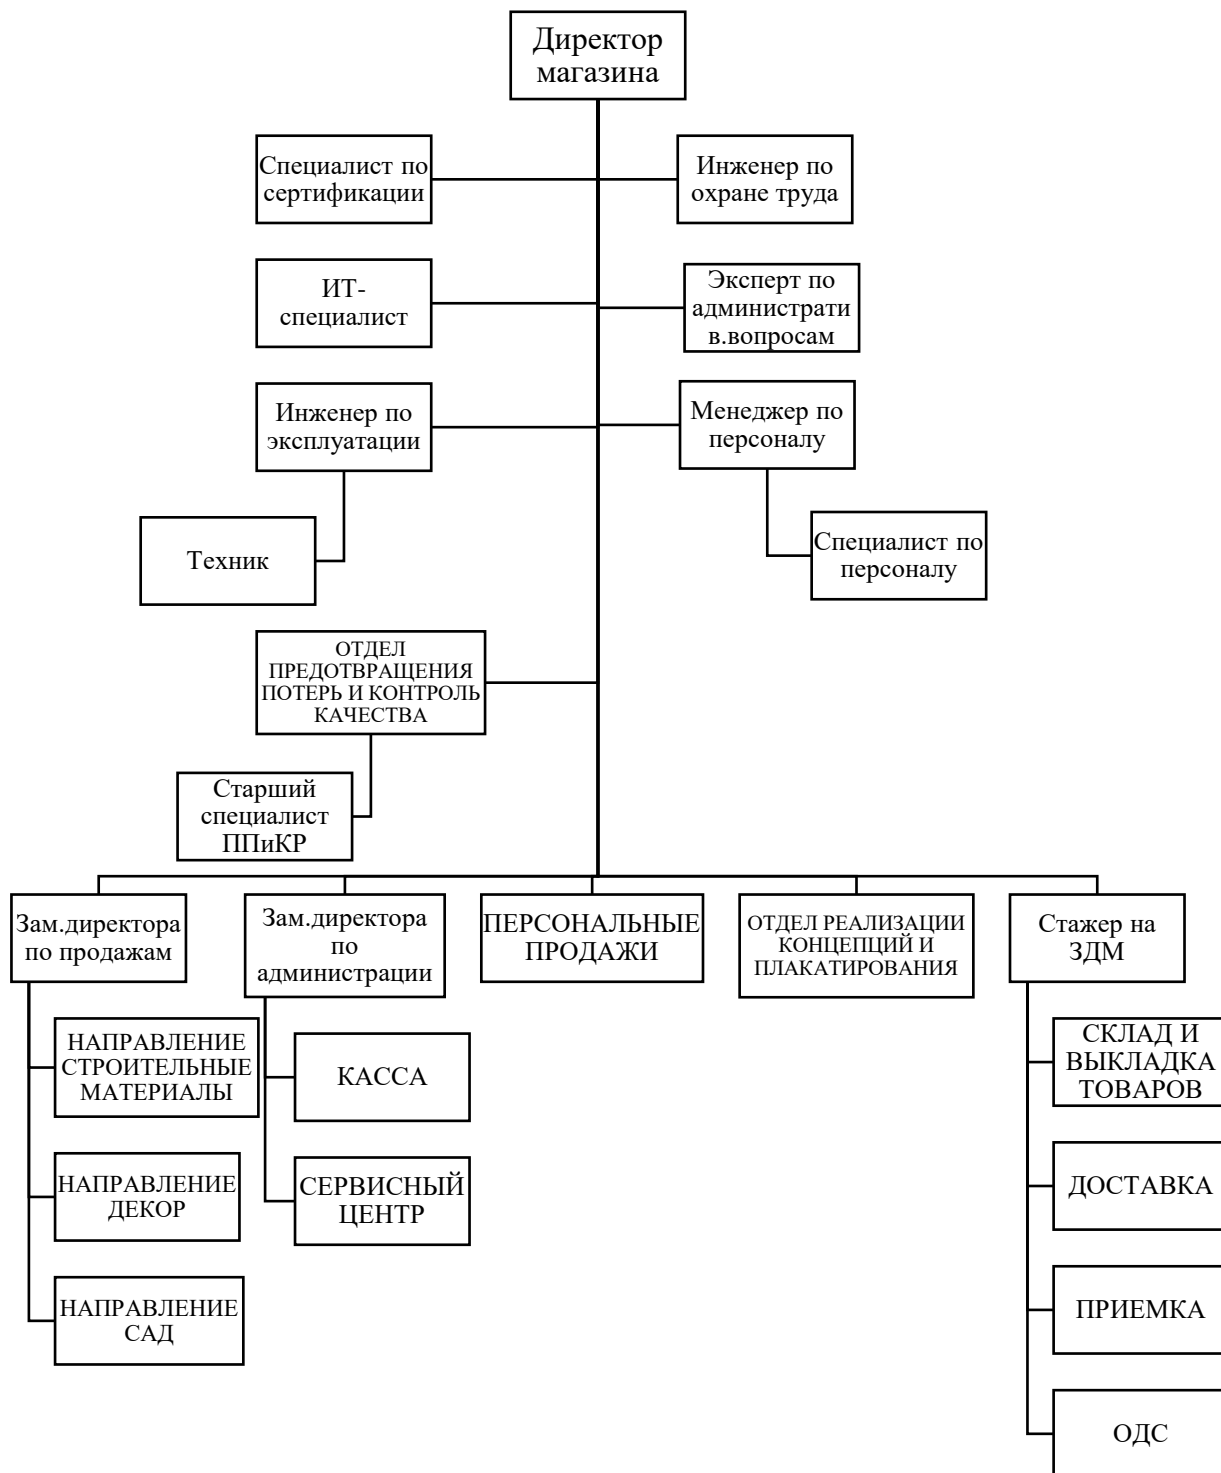 Директор
магазина
Специалист по
сертификации
Инженер по
охране труда
ИТ-
специалист
Эксперт по
администрати
в.вопросам
Инженер по
эксплуатации
Менеджер по
персоналу
Техник
Специалист по
персоналу
ОТДЕЛ
ПРЕДОТВРАЩЕНИЯ
ПОТЕРЬ И КОНТРОЛЬ
КАЧЕСТВА
Старший
специалист
ППиКР
Зам.директора
по продажам
Зам.директора
по
администрации
ПЕРСОНАЛЬНЫЕ
ПРОДАЖИ
ОТДЕЛ РЕАЛИЗАЦИИ
КОНЦЕПЦИЙ И
ПЛАКАТИРОВАНИЯ
Стажер на
ЗДМ
НАПРАВЛЕНИЕ
СТРОИТЕЛЬНЫЕ
МАТЕРИАЛЫ
КАССА
СКЛАД И
ВЫКЛАДКА
ТОВАРОВ
НАПРАВЛЕНИЕ
ДЕКОР
СЕРВИСНЫЙ
ЦЕНТР
ДОСТАВКА
НАПРАВЛЕНИЕ
САД
ПРИЕМКА
ОДС